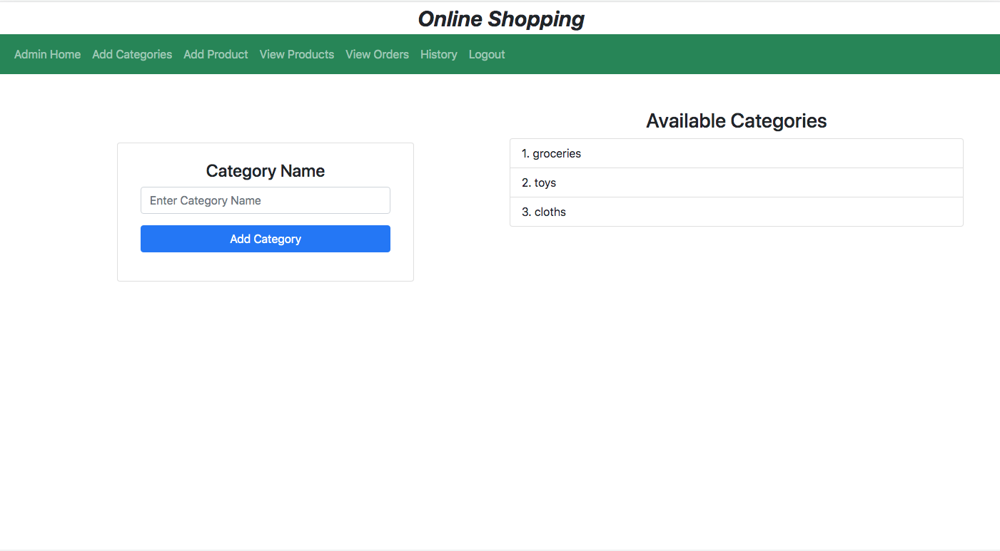 Online Shopping
Admin Home Add Categories Add Product View Products View Orders History Logout
Category Name
Enter Category Name
Add Category
Available Categories
1. groceries
2. toys
3. cloths